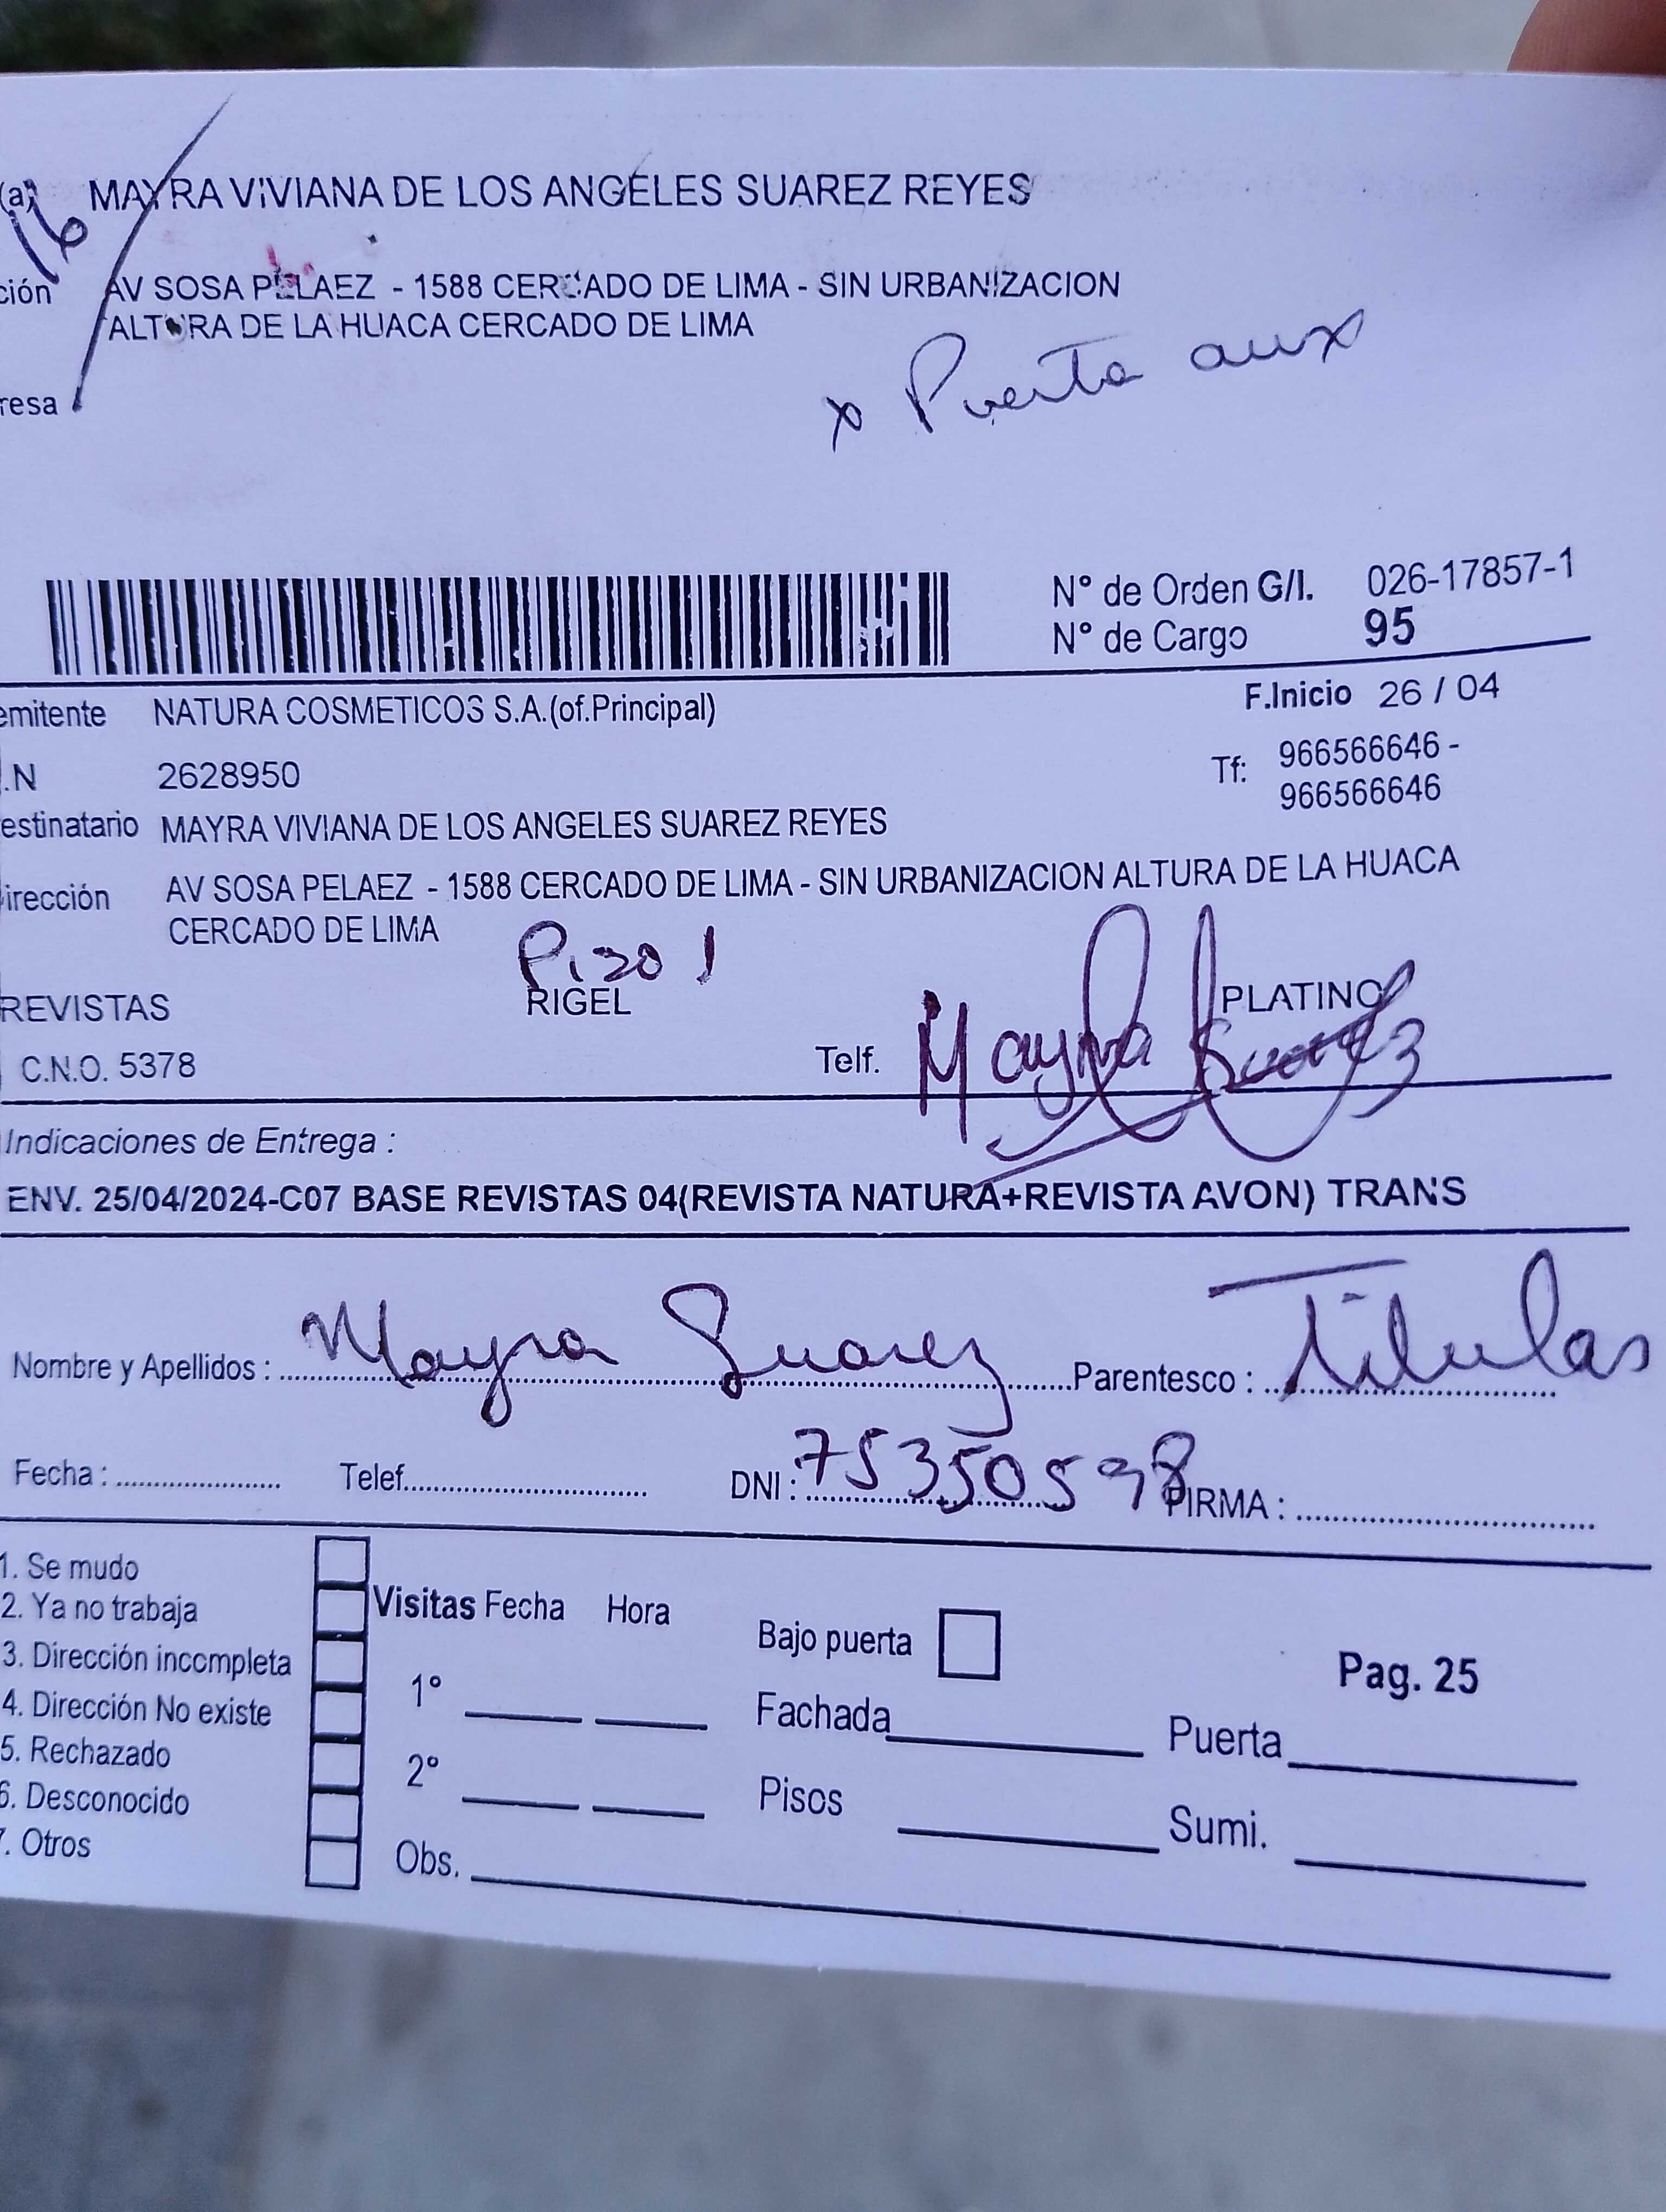 (a) MAYRA VIVIANA DE LOS ANGELES SUAREZ REYES
16
ción AV SOSA PELAEZ - 1588 CERCADO DE LIMA - SIN URBANIZACION
ALTURA DE LA HUACA CERCADO DE LIMA
x Puerta aux
resa
N° de Orden G/I. 026-17857-1
N° de Cargo 95
emitente NATURA COSMETICOS S.A.(of.Principal)
F.Inicio 26 / 04
.N 2628950
Tf: 966566646 -
966566646
estinatario MAYRA VIVIANA DE LOS ANGELES SUAREZ REYES
irección AV SOSA PELAEZ - 1588 CERCADO DE LIMA - SIN URBANIZACION ALTURA DE LA HUACA
CERCADO DE LIMA
Piso 1
REVISTAS RIGEL PLATINO
C.N.O. 5378 Telf. Mayra Suarez
Indicaciones de Entrega :
ENV. 25/04/2024-C07 BASE REVISTAS 04(REVISTA NATURA+REVISTA AVON) TRANS
Nombre y Apellidos : Mayra Suarez Parentesco : Titular
Fecha : Telef. DNI : 75350598 FIRMA :
1. Se mudo
2. Ya no trabaja
3. Dirección incompleta
4. Dirección No existe
5. Rechazado
6. Desconocido
7. Otros
Visitas Fecha Hora
1°
2°
Obs.
Bajo puerta
Fachada
Pisos
Pag. 25
Puerta
Sumi.